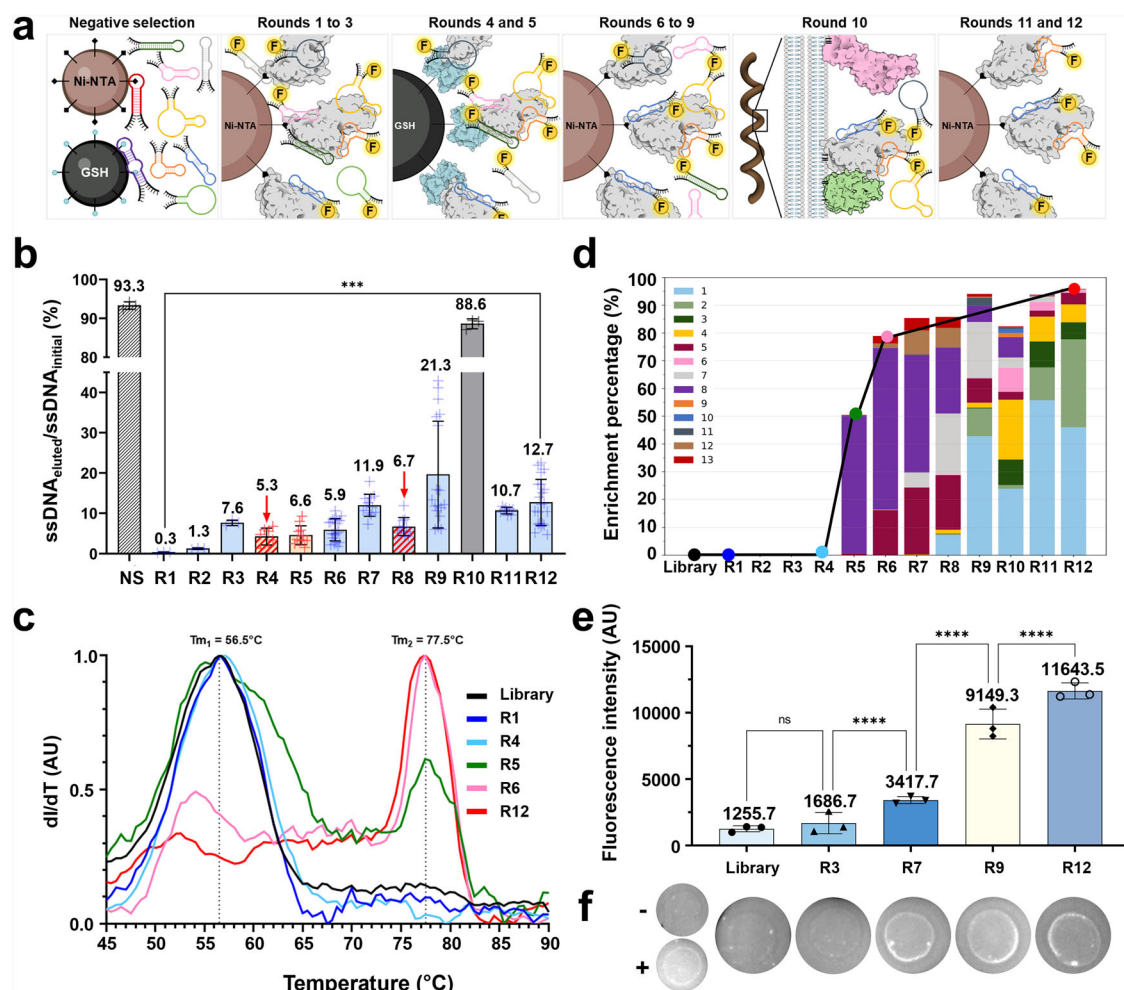 a
Negative selection
Rounds 1 to 3
Rounds 4 and 5
Rounds 6 to 9
Round 10
Rounds 11 and 12
Ni-NTA
GSH
Ni-NTA
F
F
F
F
F
GSH
F
F
F
F
F
F
Ni-NTA
F
F
F
F
F
F
F
F
Ni-NTA
F
F
F
b
ssDNAeluted/ssDNAinitial (%)
100
90
80
40
30
20
10
0
***
93.3
0.3
1.3
7.6
5.3
6.6
5.9
11.9
6.7
21.3
88.6
10.7
12.7
NS R1 R2 R3 R4 R5 R6 R7 R8 R9 R10 R11 R12
d
Enrichment percentage (%)
100
90
80
70
60
50
40
30
20
10
0
1
2
3
4
5
6
7
8
9
10
11
12
13
Library R1 R2 R3 R4 R5 R6 R7 R8 R9 R10 R11 R12
c
Tm1 = 56.5°C
Tm2 = 77.5°C
dI/dT (AU)
1.0
0.5
0.0
Library
R1
R4
R5
R6
R12
45 50 55 60 65 70 75 80 85 90
Temperature (°C)
e
Fluorescence intensity (AU)
15000
10000
5000
0
ns
****
****
****
1255.7
1686.7
3417.7
9149.3
11643.5
Library R3 R7 R9 R12
f
-
+